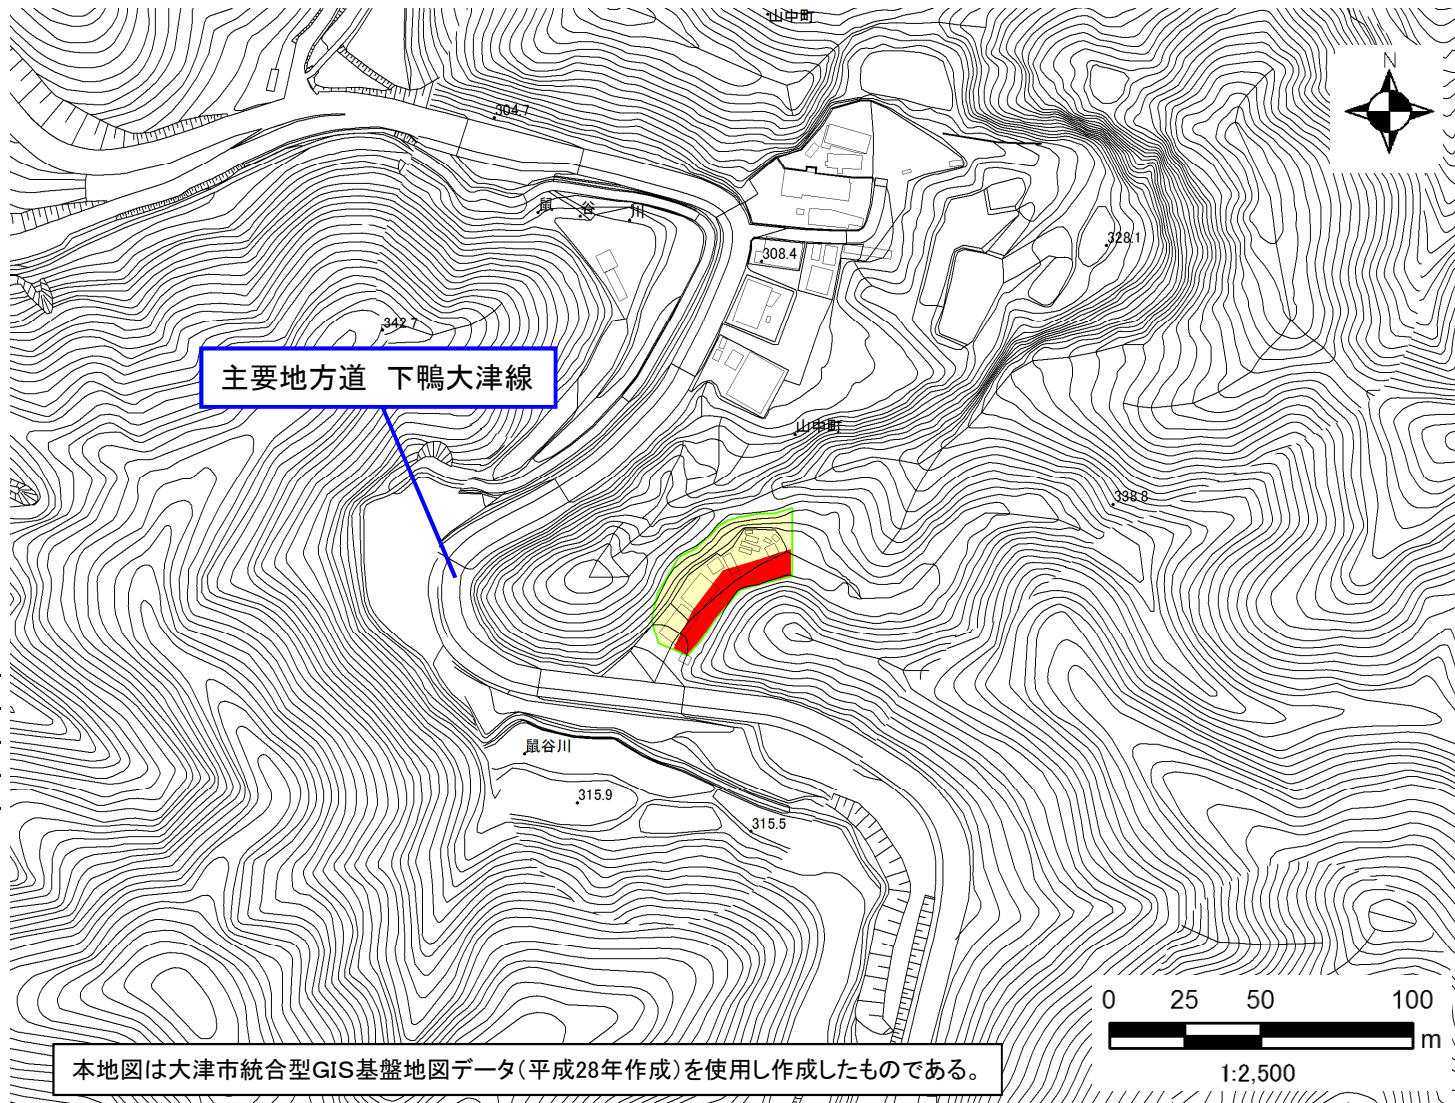 山中町
N
304.7
鼠谷川
328.1
308.4
342.7
主要地方道 下鴨大津線
山中町
338.8
鼠谷川
315.9
315.5
0 25 50 100
m
1:2,500
本地図は大津市統合型GIS基盤地図データ(平成28年作成)を使用し作成したものである。